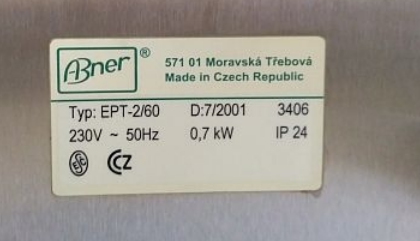 ABner ®
571 01 Moravská Třebová
Made in Czech Republic
Typ: EPT-2/60 D:7/2001 3406
230V ~ 50Hz 0,7 kW IP 24
CZ